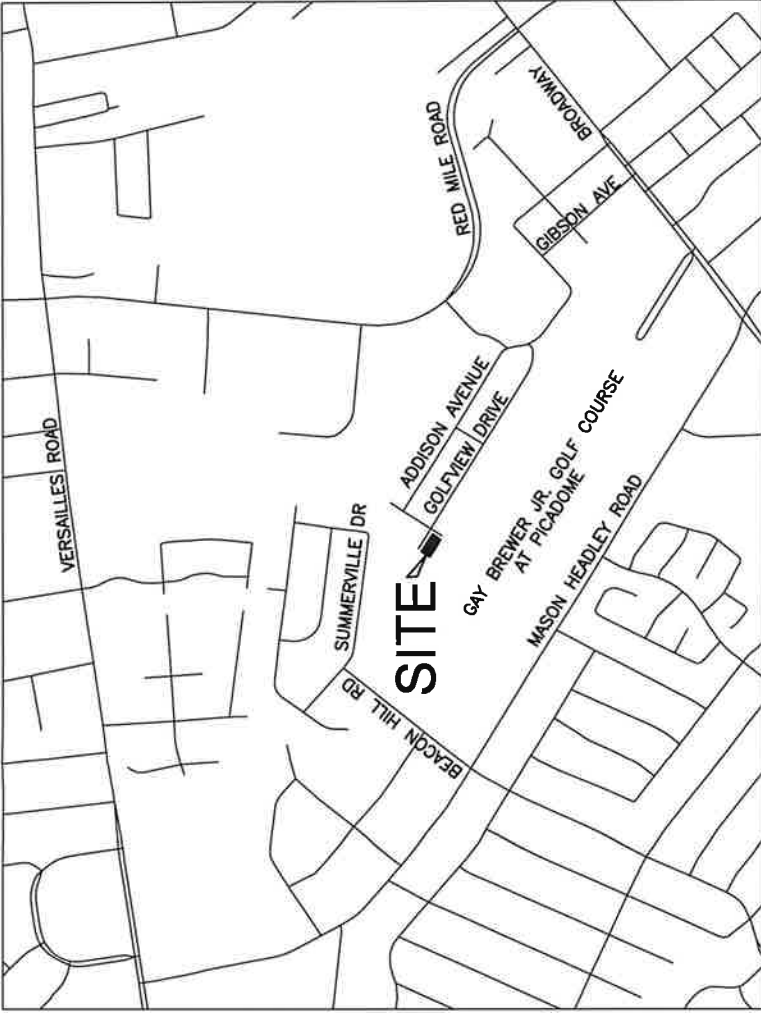 VERSAILLES ROAD
RED MILE ROAD
BROADWAY
GIBSON AVE
ADDISON AVENUE
GOLFVIEW DRIVE
SUMMERVILLE DR
SITE
GAY BREWER JR. GOLF COURSE
AT PICADOME
MASON HEADLEY ROAD
BEACON HILL RD